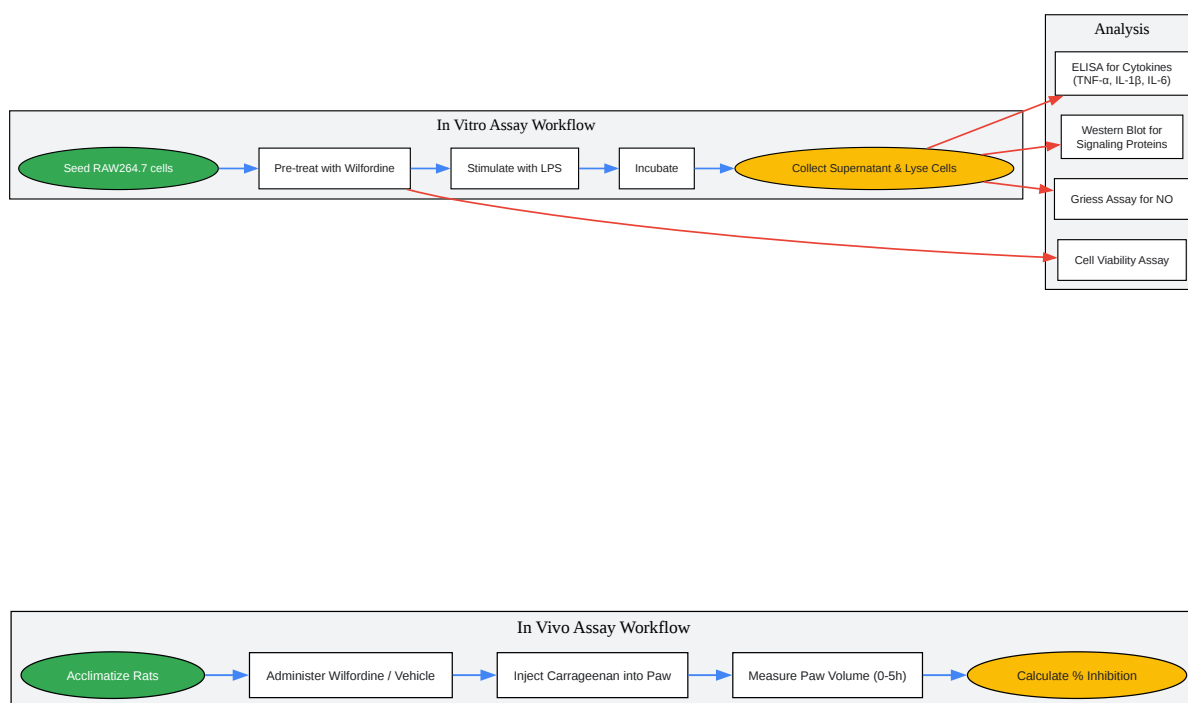 Analysis
ELISA for Cytokines
(TNF-α, IL-1β, IL-6)
In Vitro Assay Workflow
Western Blot for
Signaling Proteins
Seed RAW264.7 cells
Pre-treat with Wilfordine
Stimulate with LPS
Incubate
Collect Supernatant & Lyse Cells
Griess Assay for NO
Cell Viability Assay
In Vivo Assay Workflow
Acclimatize Rats
Administer Wilfordine / Vehicle
Inject Carrageenan into Paw
Measure Paw Volume (0-5h)
Calculate % Inhibition